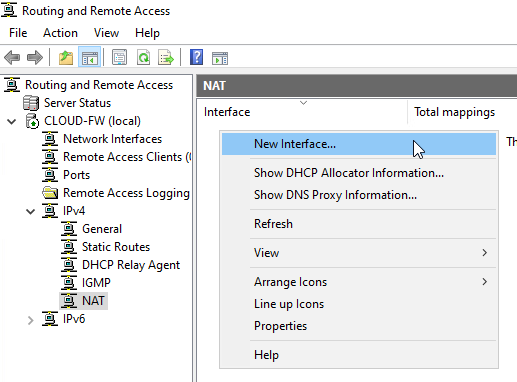 Routing and Remote Access
File Action View Help
Routing and Remote Access
Server Status
CLOUD-FW (local)
Network Interfaces
Remote Access Clients (
Ports
Remote Access Logging
IPv4
General
Static Routes
DHCP Relay Agent
IGMP
NAT
IPv6
NAT
Interface Total mappings
Th
New Interface...
Show DHCP Allocator Information...
Show DNS Proxy Information...
Refresh
View
Arrange Icons
Line up Icons
Properties
Help